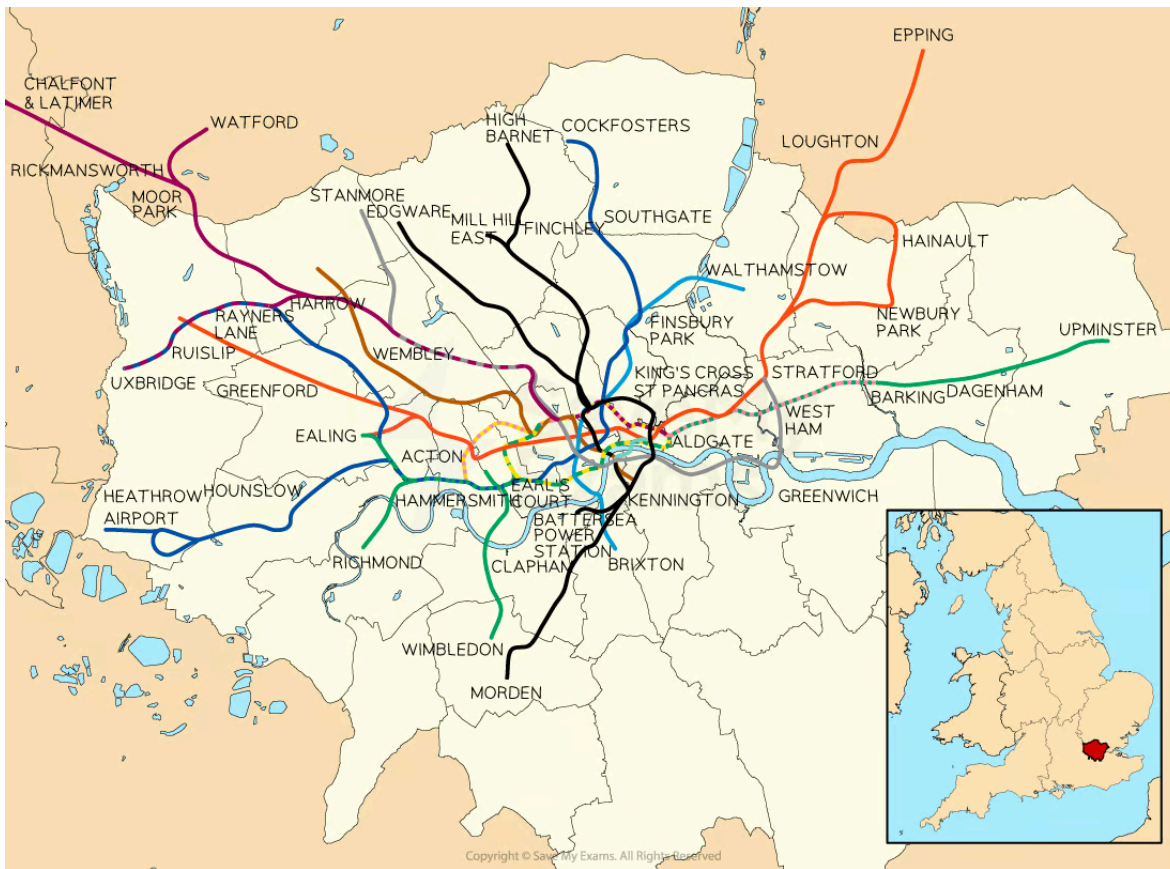 EPPING
CHALFONT
& LATIMER
WATFORD
HIGH
BARNET
COCKFOSTERS
LOUGHTON
RICKMANSWORTH
MOOR
PARK
STANMORE
EDGWARE
MILL HILL
EAST
FINCHLEY
SOUTHGATE
HAINAULT
WALTHAMSTOW
HARROW
RAYNERS
LANE
FINSBURY
PARK
NEWBURY
PARK
UPMINSTER
RUISLIP
WEMBLEY
UXBRIDGE
GREENFORD
KING'S CROSS
ST PANCRAS
STRATFORD
BARKING
DAGENHAM
WEST
HAM
EALING
ACTON
ALDGATE
HEATHROW
AIRPORT
HOUNSLOW
HAMMERSMITH
EARL'S
COURT
KENNINGTON
GREENWICH
BATTERSEA
POWER
STATION
RICHMOND
CLAPHAM
BRIXTON
WIMBLEDON
MORDEN
Copyright © Save My Exams. All Rights Reserved